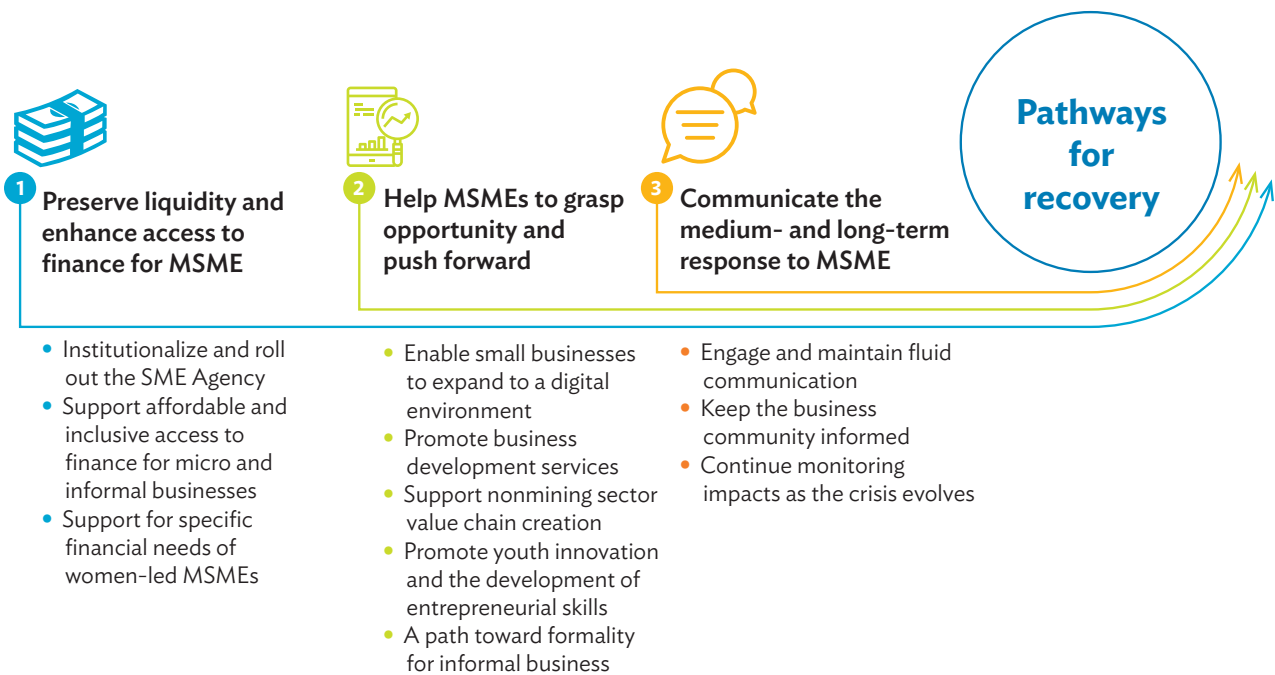 Pathways
for
recovery
1
Preserve liquidity and
enhance access to
finance for MSME
• Institutionalize and roll
out the SME Agency
• Support affordable and
inclusive access to
finance for micro and
informal businesses
• Support for specific
financial needs of
women-led MSMEs
2
Help MSMEs to grasp
opportunity and
push forward
• Enable small businesses
to expand to a digital
environment
• Promote business
development services
• Support nonmining sector
value chain creation
• Promote youth innovation
and the development of
entrepreneurial skills
• A path toward formality
for informal business
3
Communicate the
medium- and long-term
response to MSME
• Engage and maintain fluid
communication
• Keep the business
community informed
• Continue monitoring
impacts as the crisis evolves